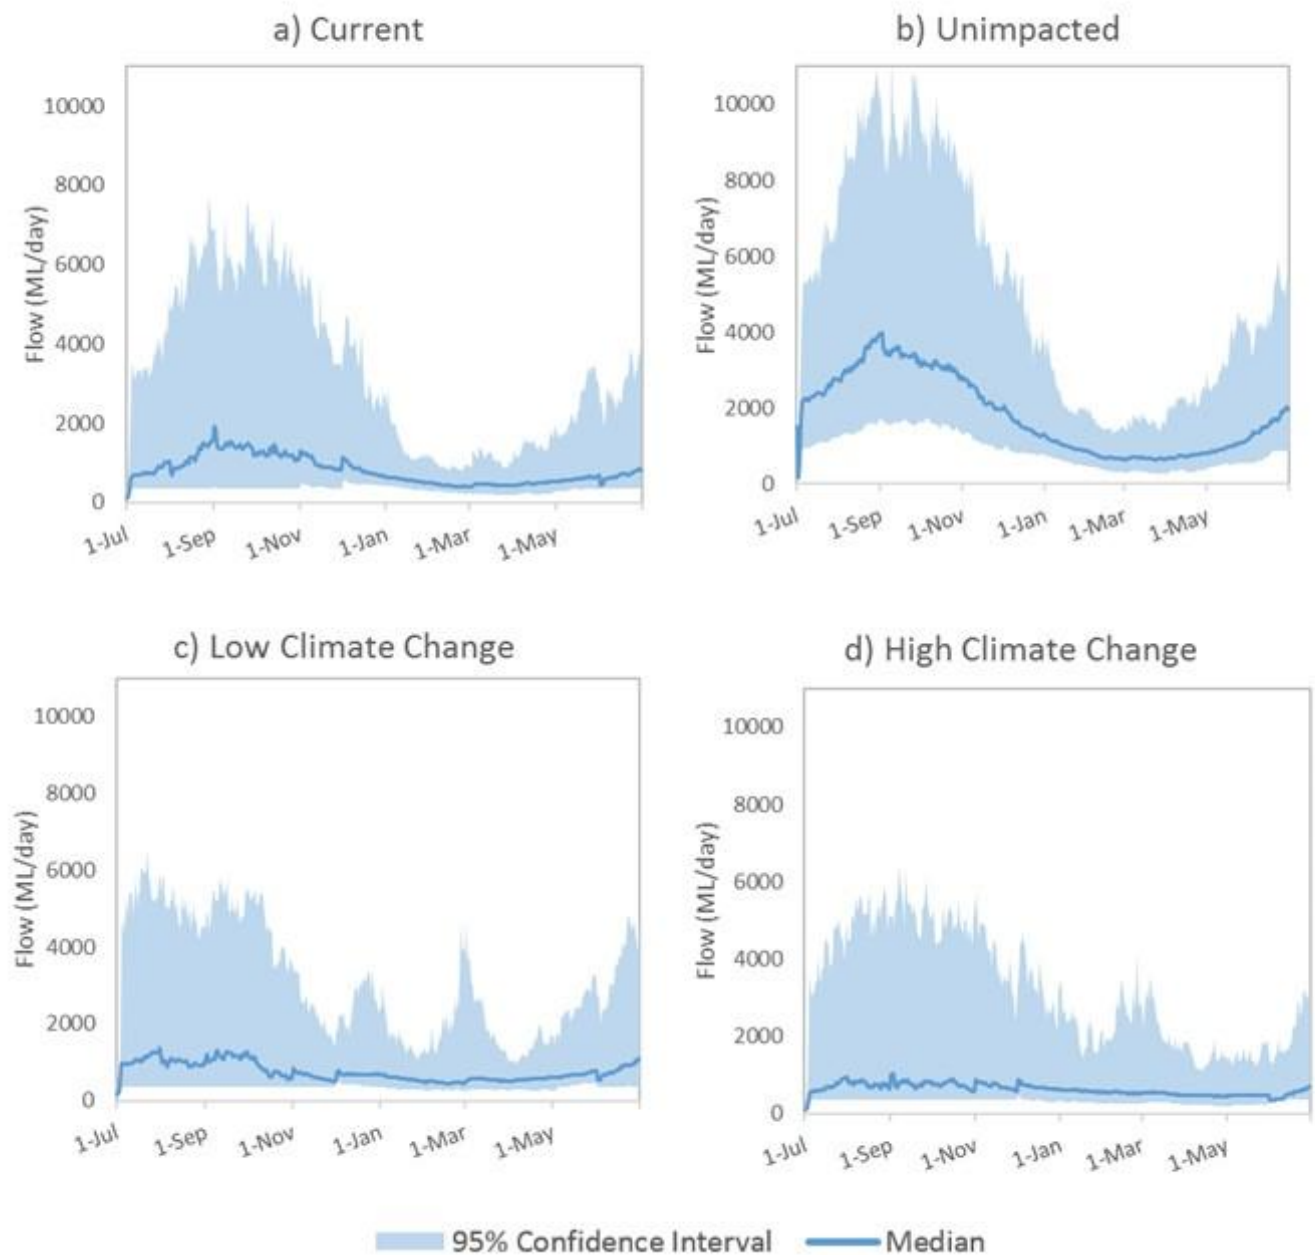 a) Current
Flow (ML/day)
10000
8000
6000
4000
2000
0
1-Jul
1-Sep
1-Nov
1-Jan
1-Mar
1-May
b) Unimpacted
Flow (ML/day)
10000
8000
6000
4000
2000
0
1-Jul
1-Sep
1-Nov
1-Jan
1-Mar
1-May
c) Low Climate Change
Flow (ML/day)
10000
8000
6000
4000
2000
0
1-Jul
1-Sep
1-Nov
1-Jan
1-Mar
1-May
d) High Climate Change
Flow (ML/day)
10000
8000
6000
4000
2000
0
1-Jul
1-Sep
1-Nov
1-Jan
1-Mar
1-May
95% Confidence Interval
Median